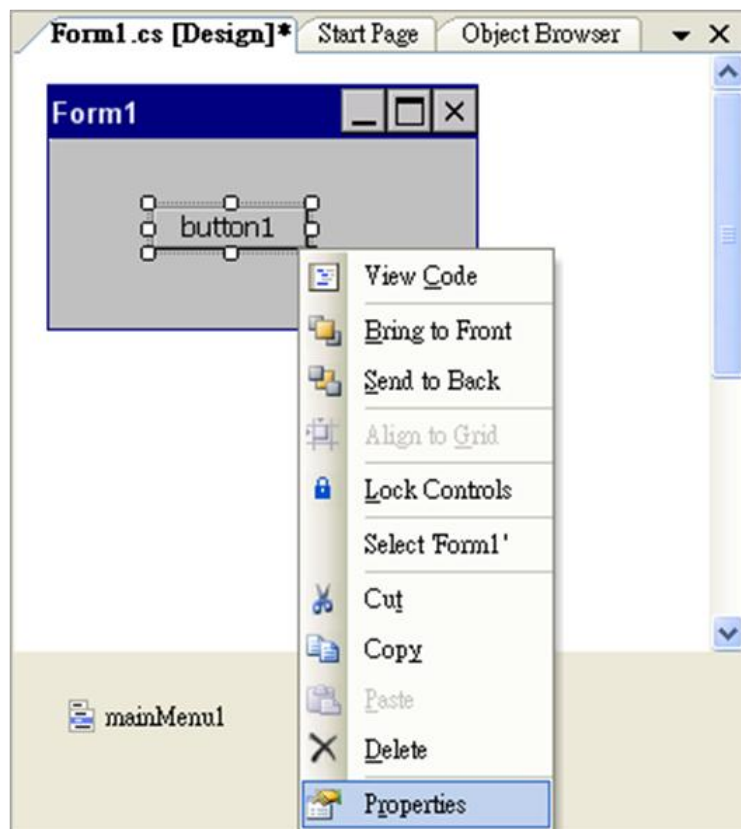 Form1.cs [Design]* Start Page Object Browser
Form1
button1
View Code
Bring to Front
Send to Back
Align to Grid
Lock Controls
Select 'Form1'
Cut
Copy
Paste
Delete
Properties
mainMenu1